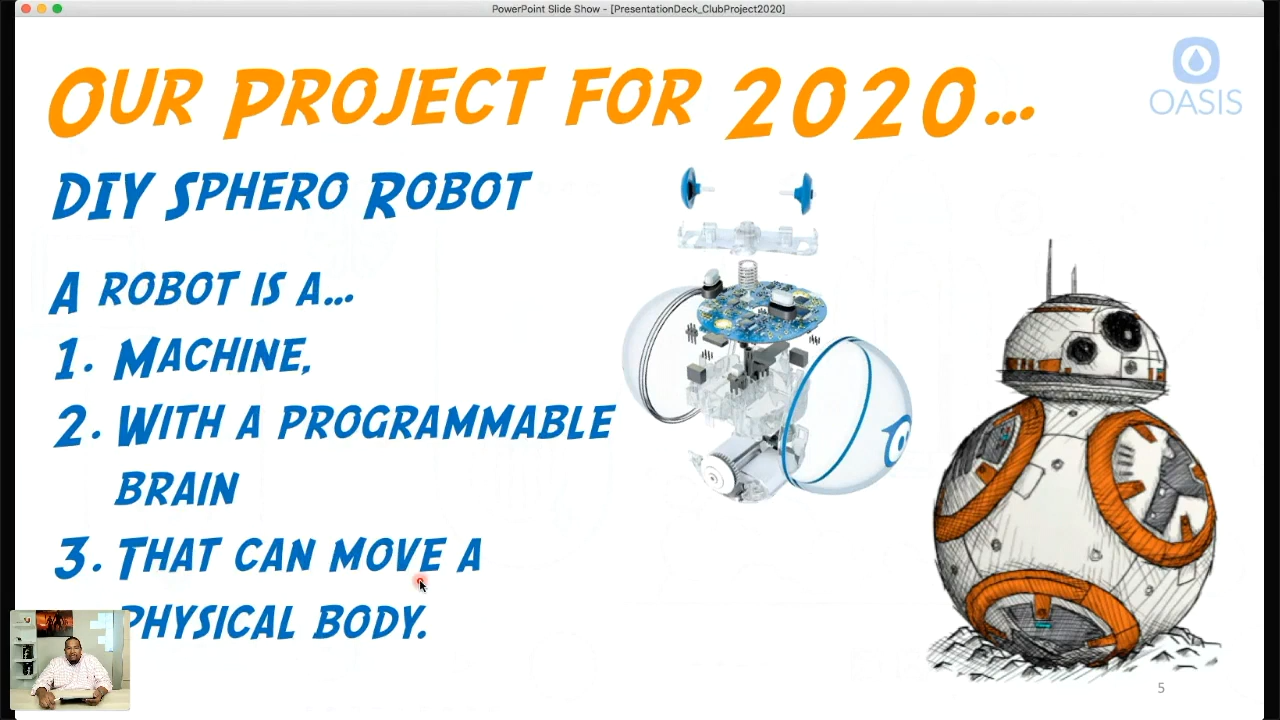 PowerPoint Slide Show - [PresentationDeck_ClubProject2020]
Our Project for 2020...
OASIS
DIY Sphero Robot
A robot is a...
1. Machine,
2. With a programmable
brain
3. That can move a
physical body.
5